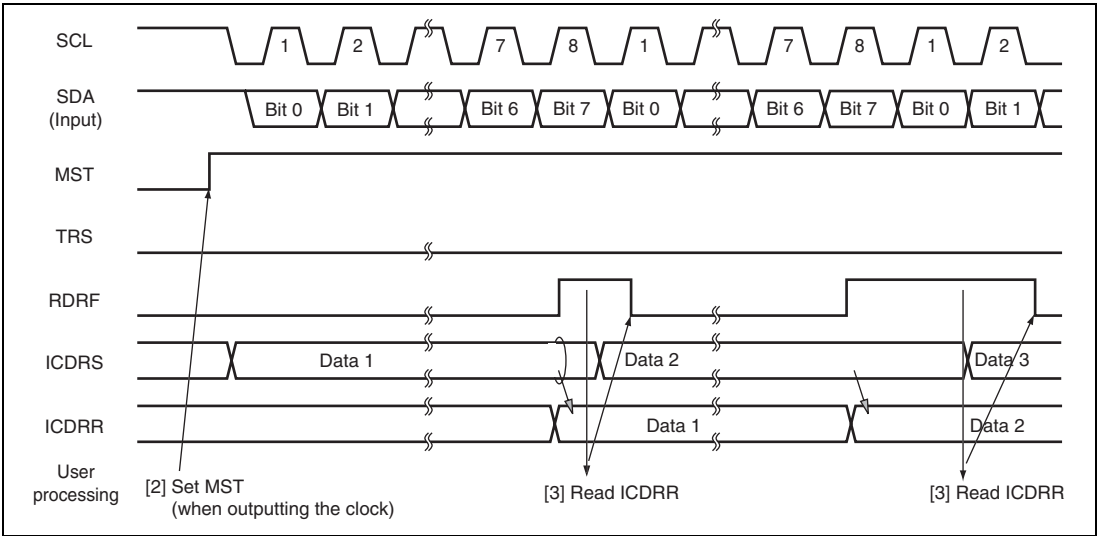 SCL 1 2 7 8 1 7 8 1 2
SDA
(Input)
Bit 0 Bit 1 Bit 6 Bit 7 Bit 0 Bit 6 Bit 7 Bit 0 Bit 1
MST
TRS
RDRF
ICDRS Data 1 Data 2 Data 3
ICDRR Data 1 Data 2
User
processing
[2] Set MST
(when outputting the clock)
[3] Read ICDRR
[3] Read ICDRR